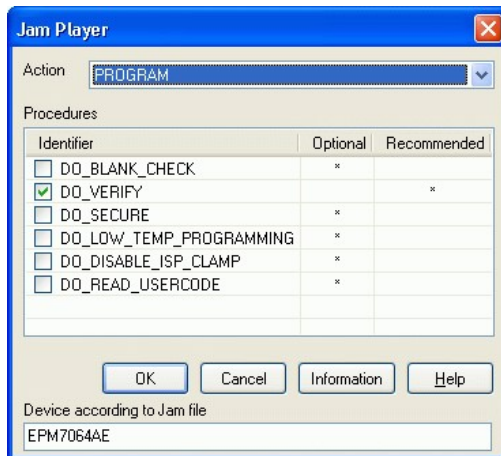 Jam Player
Action PROGRAM
Procedures
Identifier Optional Recommended
DO_BLANK_CHECK *
DO_VERIFY *
DO_SECURE *
DO_LOW_TEMP_PROGRAMMING *
DO_DISABLE_ISP_CLAMP *
DO_READ_USERCODE *
OK Cancel Information Help
Device according to Jam file
EPM7064AE